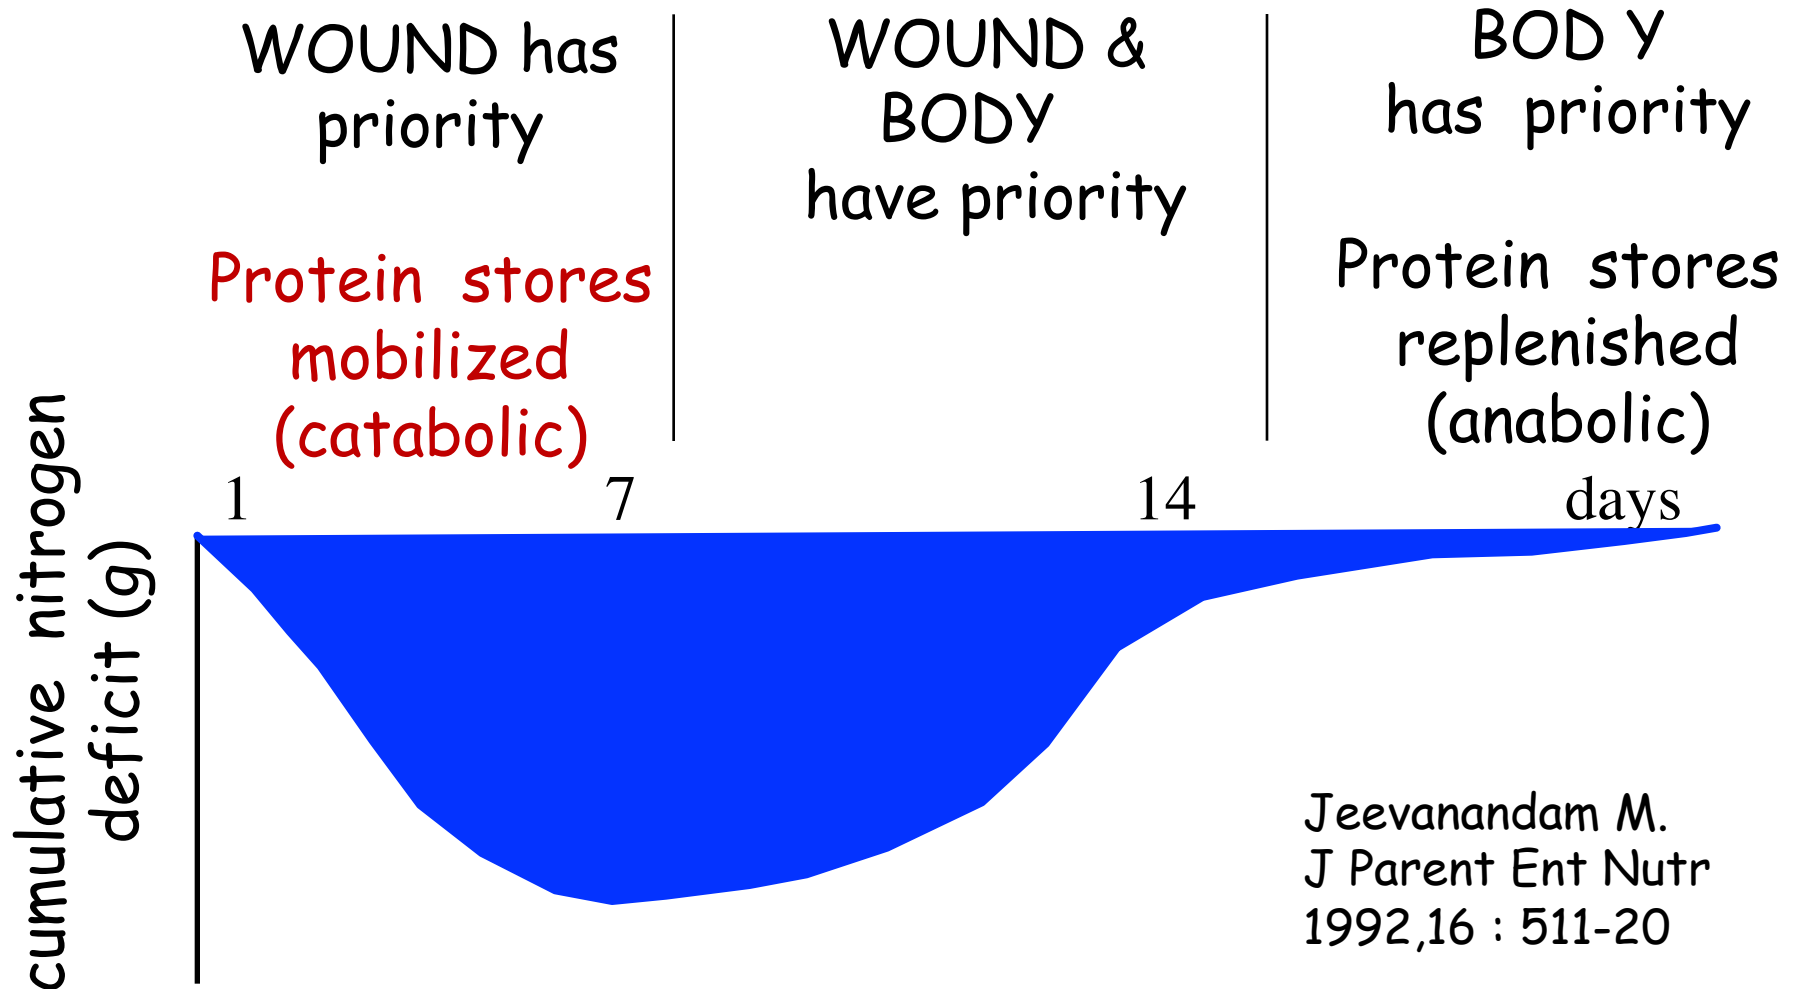 WOUND has
priority
Protein stores
mobilized
(catabolic)
WOUND &
BODY
have priority
BOD Y
has priority
Protein stores
replenished
(anabolic)
1
7
14
days
cumulative nitrogen
deficit (g)
Jeevanandam M.
J Parent Ent Nutr
1992,16 : 511-20